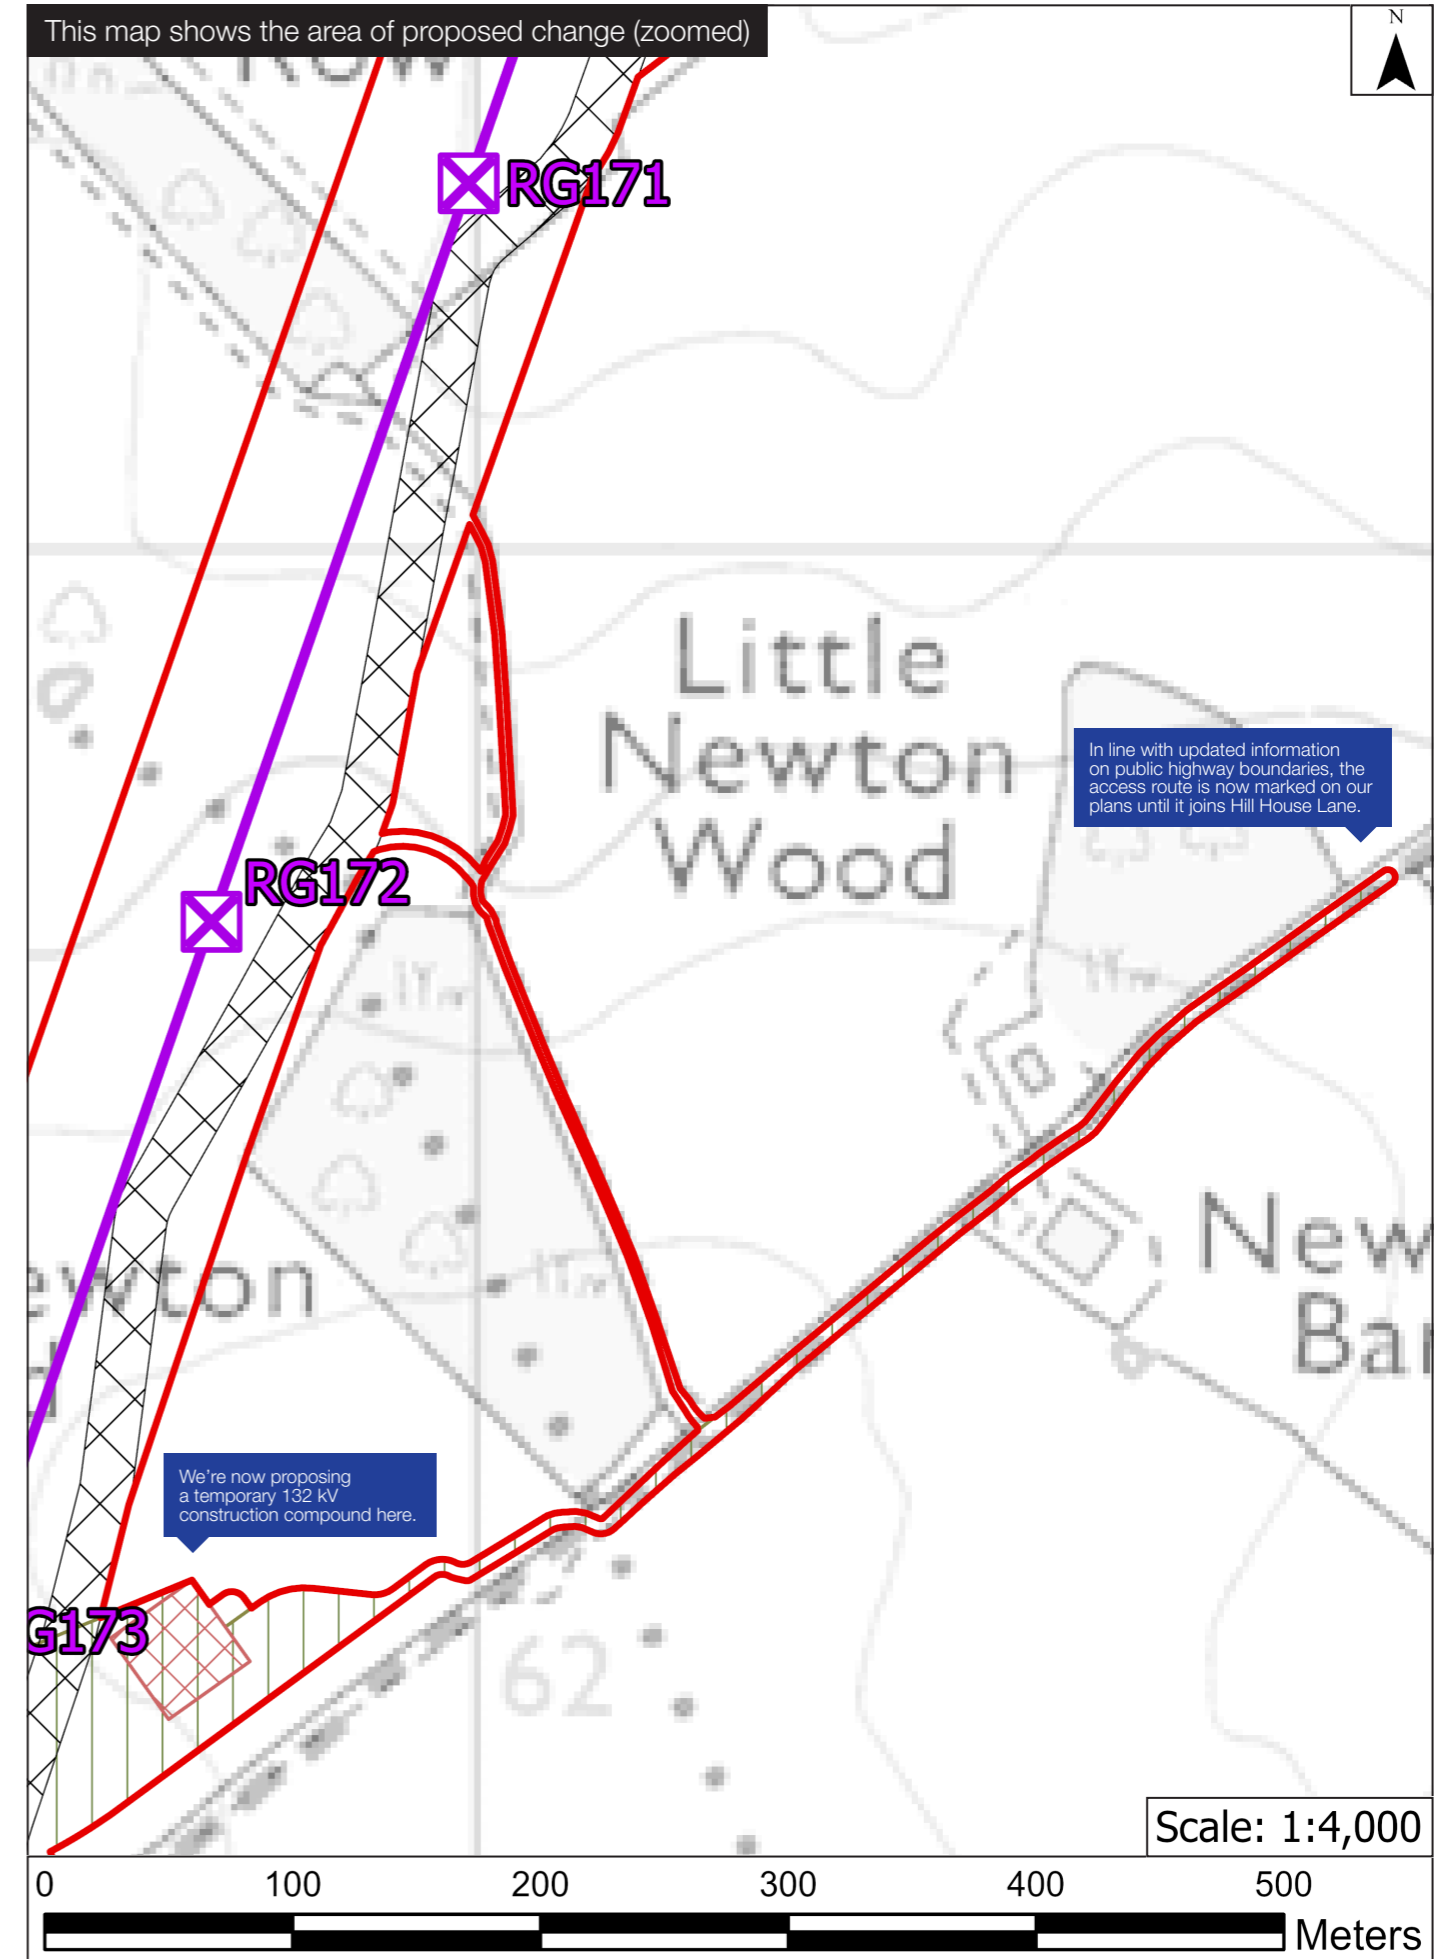 This map shows the area of proposed change (zoomed)
N
RG171
Little
Newton
Wood
In line with updated information
on public highway boundaries, the
access route is now marked on our
plans until it joins Hill House Lane.
RG172
New
Bar
ewton
We're now proposing
a temporary 132 kV
construction compound here.
G173
62
Scale: 1:4,000
0 100 200 300 400 500
Meters